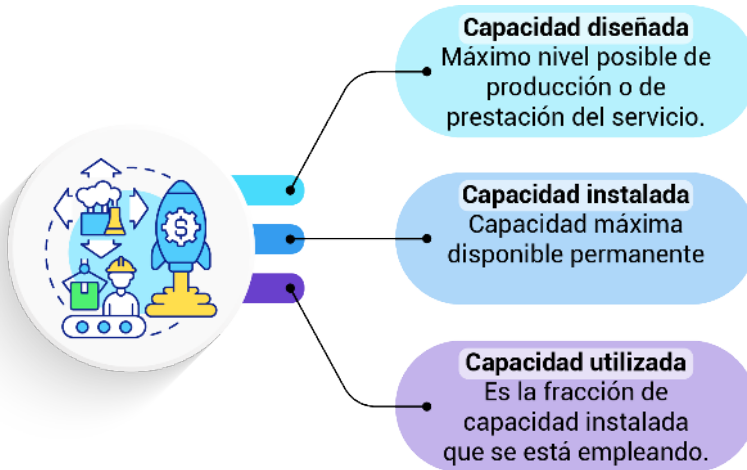 Capacidad diseñada
Máximo nivel posible de
producción o de
prestación del servicio.
Capacidad instalada
Capacidad máxima
disponible permanente
Capacidad utilizada
Es la fracción de
capacidad instalada
que se está empleando.
$